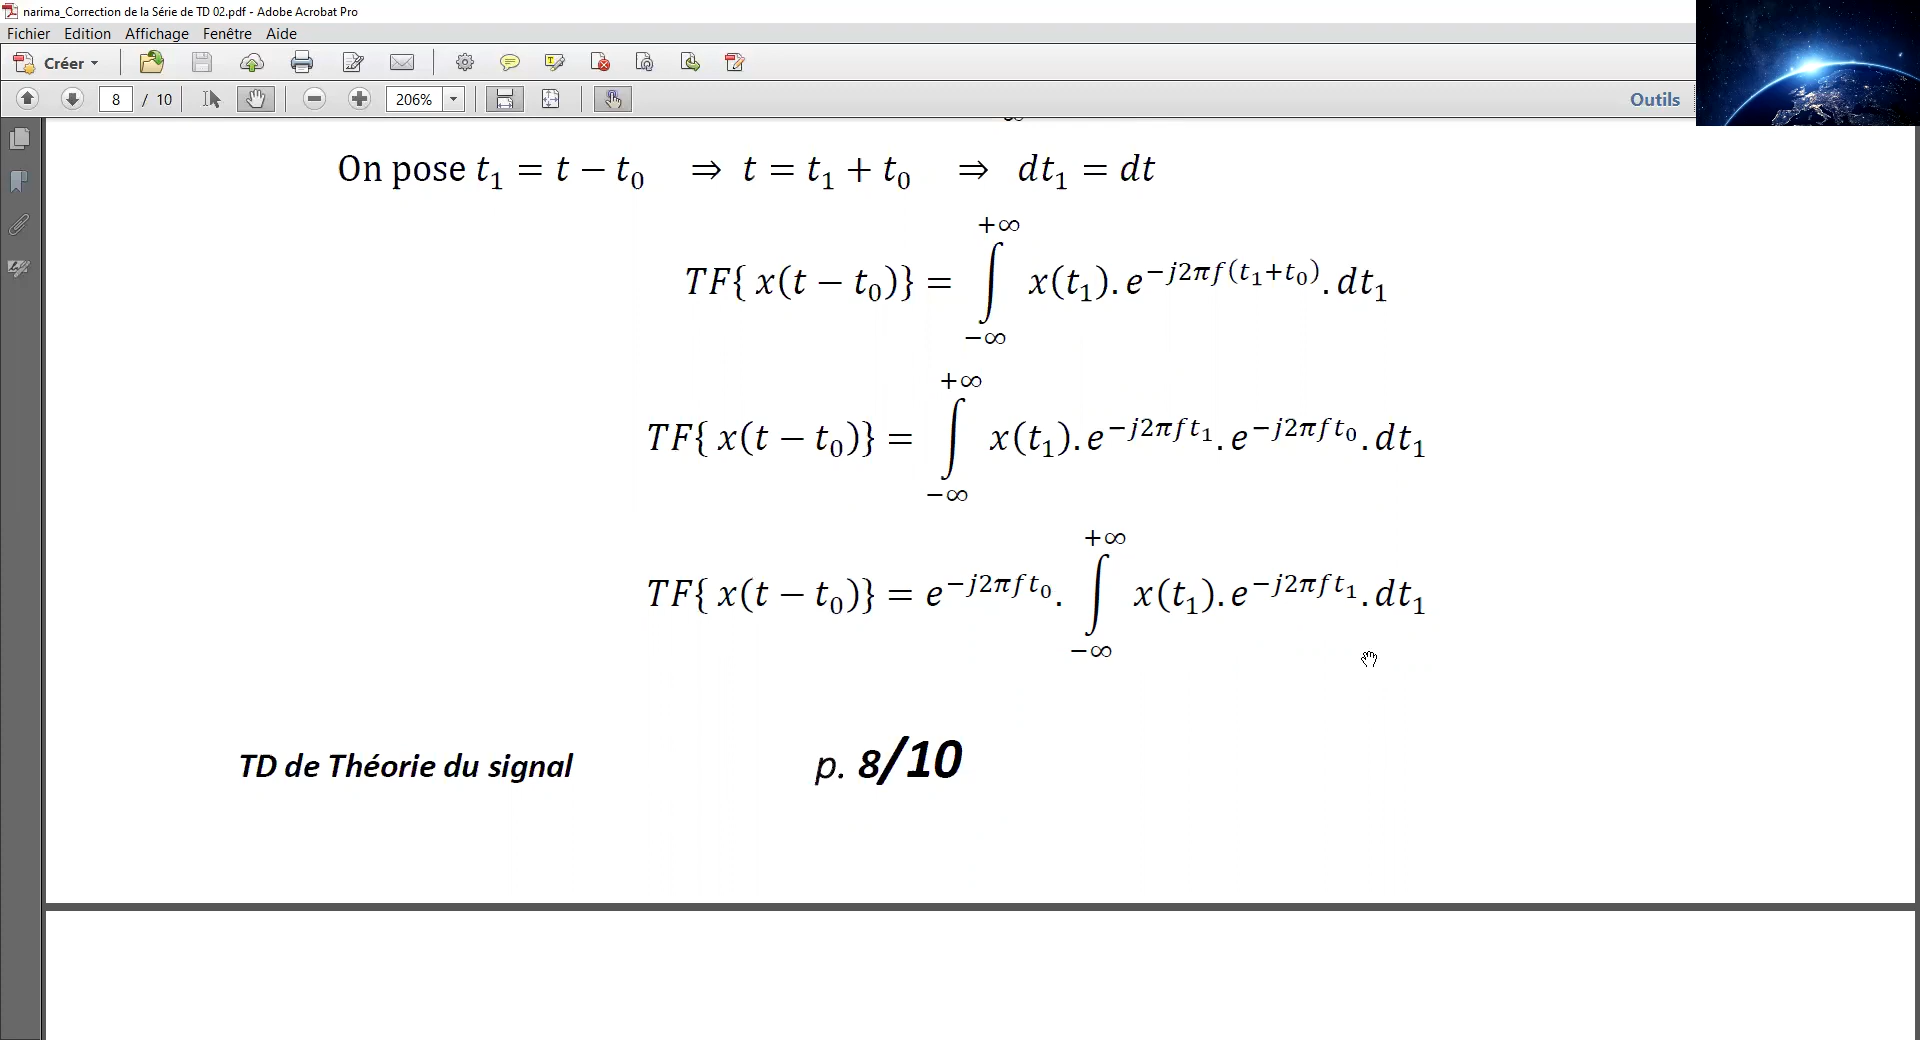 narima_Correction de la Série de TD 02.pdf - Adobe Acrobat Pro
Fichier Edition Affichage Fenêtre Aide
Créer
8 / 10 206% Outils
∞
On pose t₁ = t − t₀ ⇒ t = t₁ + t₀ ⇒ dt₁ = dt
TF{ x(t − t₀)} = ∫_{−∞}^{+∞} x(t₁). e^{−j2πf(t₁+t₀)}. dt₁
TF{ x(t − t₀)} = ∫_{−∞}^{+∞} x(t₁). e^{−j2πft₁}. e^{−j2πft₀}. dt₁
TF{ x(t − t₀)} = e^{−j2πft₀}. ∫_{−∞}^{+∞} x(t₁). e^{−j2πft₁}. dt₁
TD de Théorie du signal p. 8/10